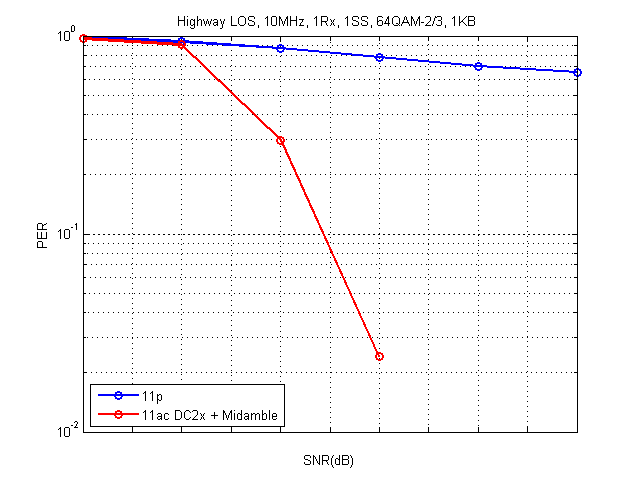 Highway LOS, 10MHz, 1Rx, 1SS, 64QAM-2/3, 1KB
10^0
PER
10^-1
11p
11ac DC2x + Midamble
10^-2
SNR(dB)